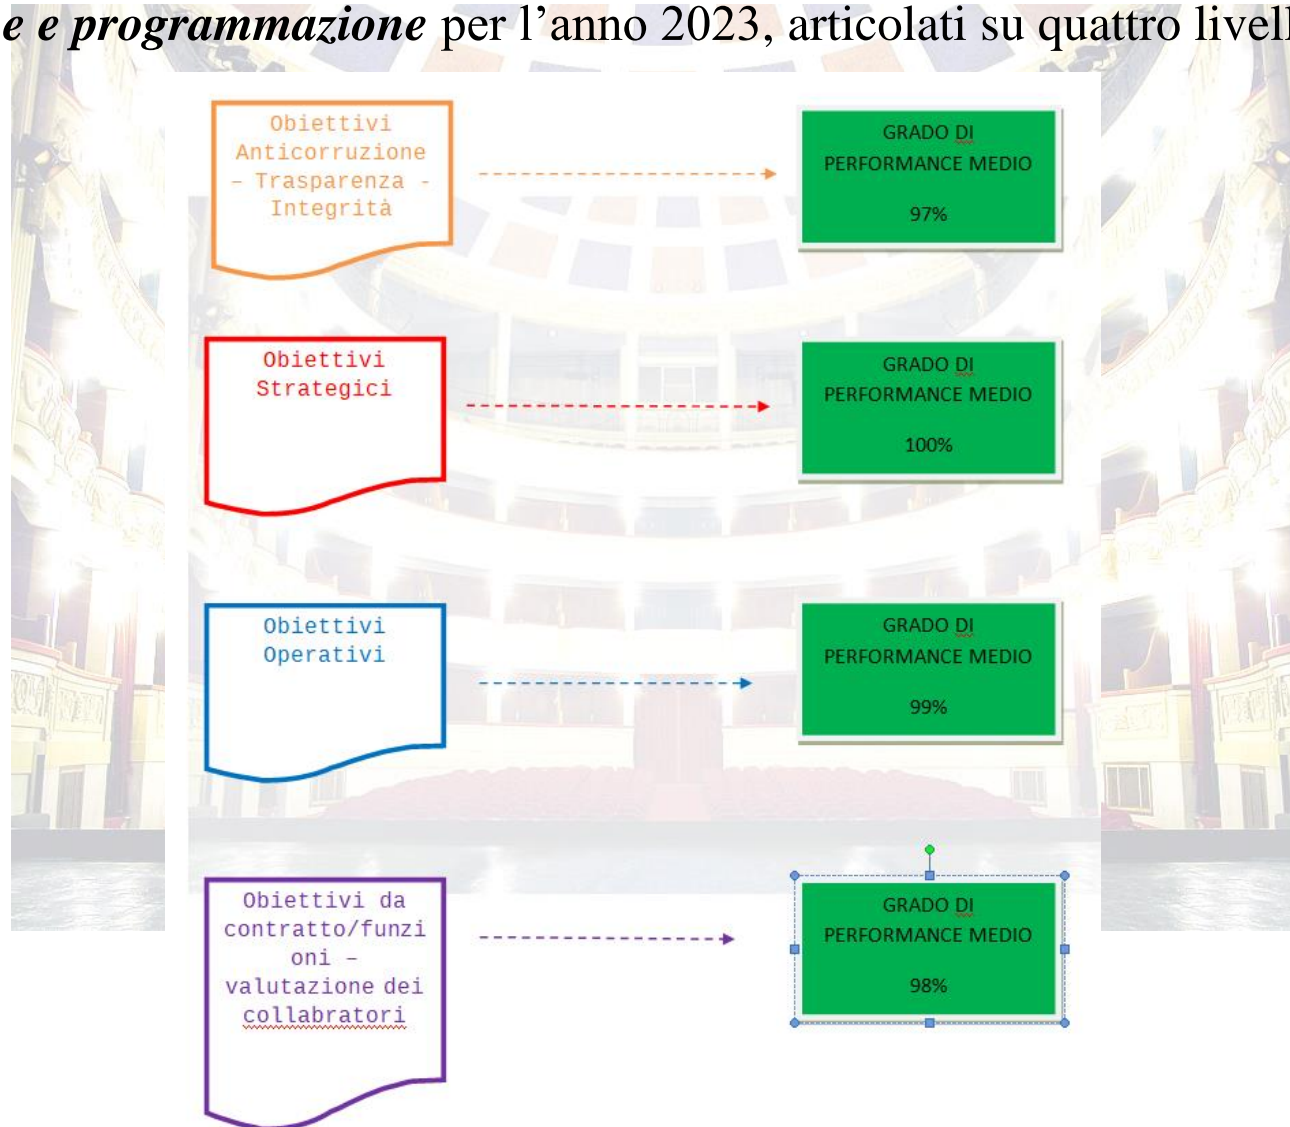 e e programmazione per l’anno 2023, articolati su quattro livell
Obiettivi
Anticorruzione
– Trasparenza -
Integrità
GRADO DI
PERFORMANCE MEDIO
97%
Obiettivi
Strategici
GRADO DI
PERFORMANCE MEDIO
100%
Obiettivi
Operativi
GRADO DI
PERFORMANCE MEDIO
99%
Obiettivi da
contratto/funzi
oni –
valutazione dei
collabratori
GRADO DI
PERFORMANCE MEDIO
98%